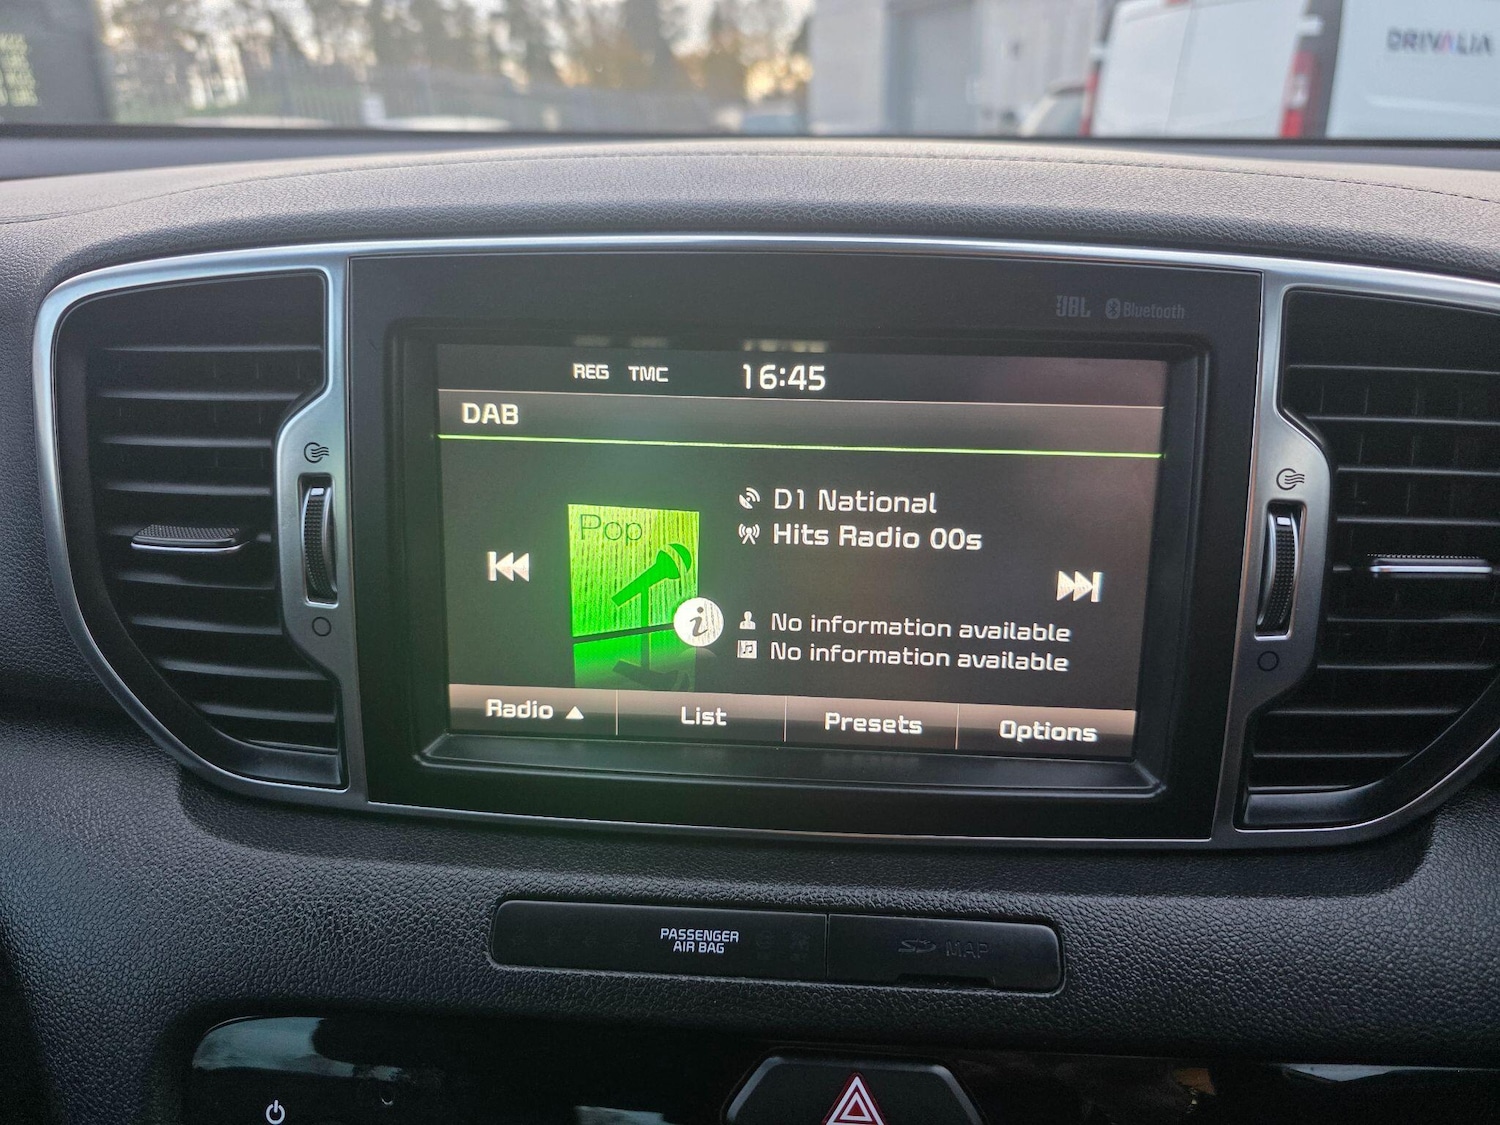 DRIVALIA
JBL Bluetooth
REG TMC 16:45
DAB
D1 National
Hits Radio 00s
Pop
i
No information available
No information available
Radio ▲ List Presets Options
PASSENGER
AIR BAG
SD MAP